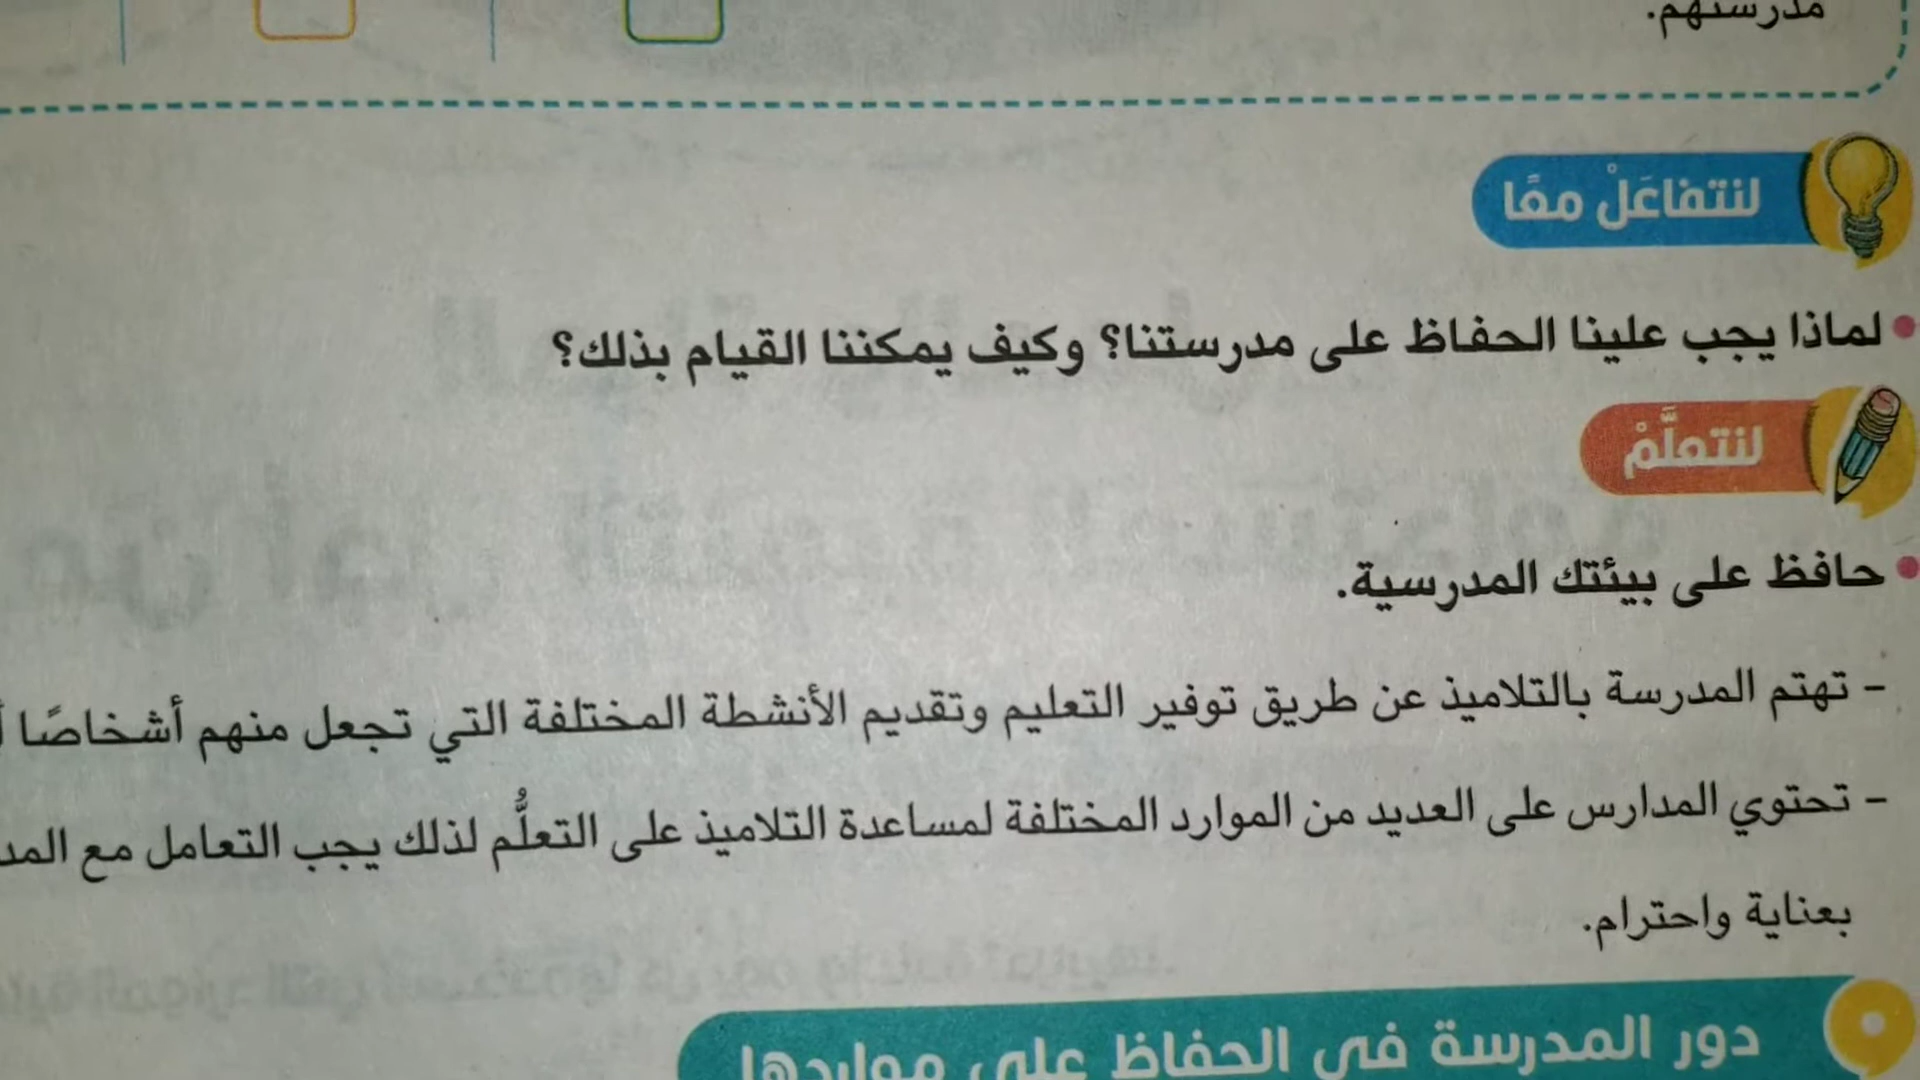 مدرستهم.
لنتفاعَلْ معًا
لماذا يجب علينا الحفاظ على مدرستنا؟ وكيف يمكننا القيام بذلك؟
لنتعلَّمْ
حافظ على بيئتك المدرسية.
- تهتم المدرسة بالتلاميذ عن طريق توفير التعليم وتقديم الأنشطة المختلفة التي تجعل منهم أشخاصًا
- تحتوي المدارس على العديد من الموارد المختلفة لمساعدة التلاميذ على التعلُّم لذلك يجب التعامل مع
بعناية واحترام.
دور المدرسة في الحفاظ على مواردها